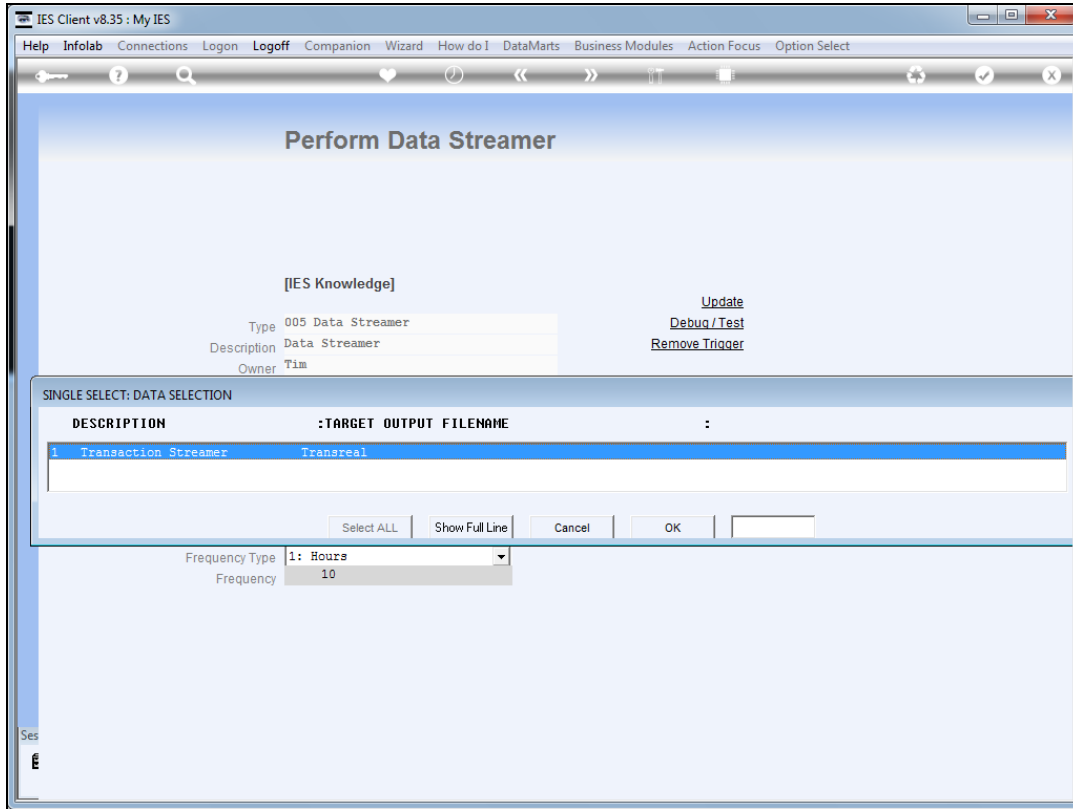 IES Client v8.35 : My IES
Help Infolab Connections Logon Logoff Companion Wizard How do I DataMarts Business Modules Action Focus Option Select
Perform Data Streamer
[IES Knowledge]
Update
Type 005 Data Streamer
Debug / Test
Description Data Streamer
Remove Trigger
Owner Tim
SINGLE SELECT: DATA SELECTION
DESCRIPTION :TARGET OUTPUT FILENAME :
1 Transaction Streamer Transreal
Select ALL Show Full Line Cancel OK
Frequency Type 1: Hours
Frequency 10
Ses